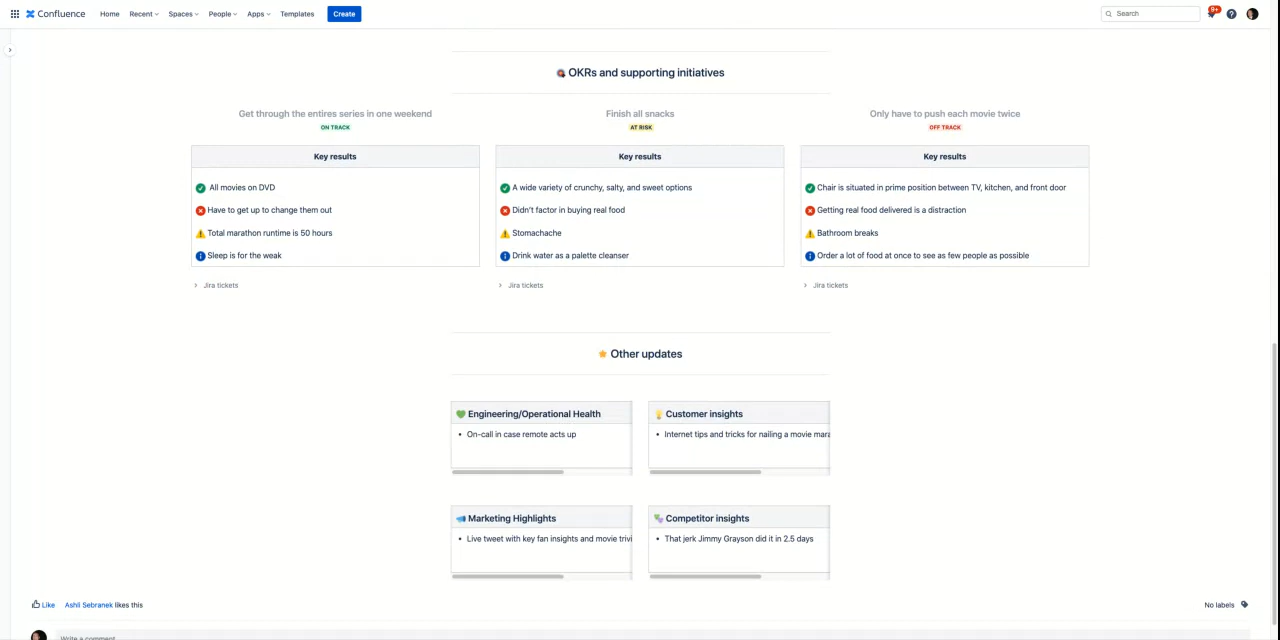 Confluence Home Recent Spaces People Apps Templates Create Search 9+
OKRs and supporting initiatives
Get through the entires series in one weekend
ON TRACK
Finish all snacks
AT RISK
Only have to push each movie twice
OFF TRACK
Key results
All movies on DVD
Have to get up to change them out
Total marathon runtime is 50 hours
Sleep is for the weak
Jira tickets
Key results
A wide variety of crunchy, salty, and sweet options
Didn't factor in buying real food
Stomachache
Drink water as a palette cleanser
Jira tickets
Key results
Chair is situated in prime position between TV, kitchen, and front door
Getting real food delivered is a distraction
Bathroom breaks
Order a lot of food at once to see as few people as possible
Jira tickets
Other updates
Engineering/Operational Health
On-call in case remote acts up
Customer insights
Internet tips and tricks for nailing a movie mara
Marketing Highlights
Live tweet with key fan insights and movie trivi
Competitor insights
That jerk Jimmy Grayson did it in 2.5 days
Like Ashli Sebranek likes this
No labels
Write a comment